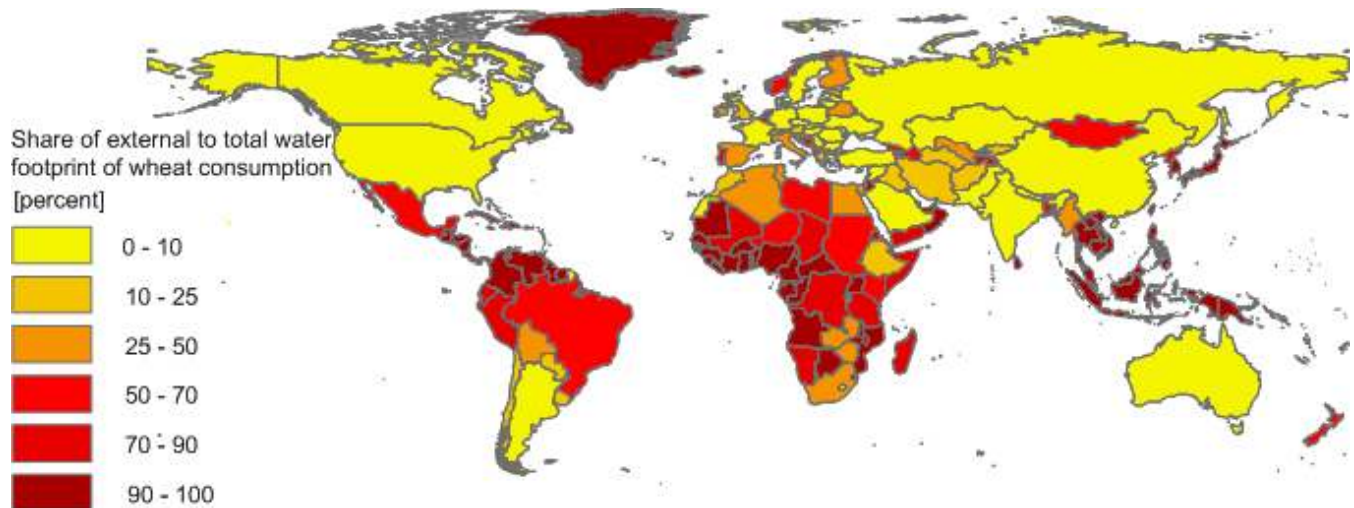 Share of external to total water
footprint of wheat consumption
[percent]
0 - 10
10 - 25
25 - 50
50 - 70
70 - 90
90 - 100